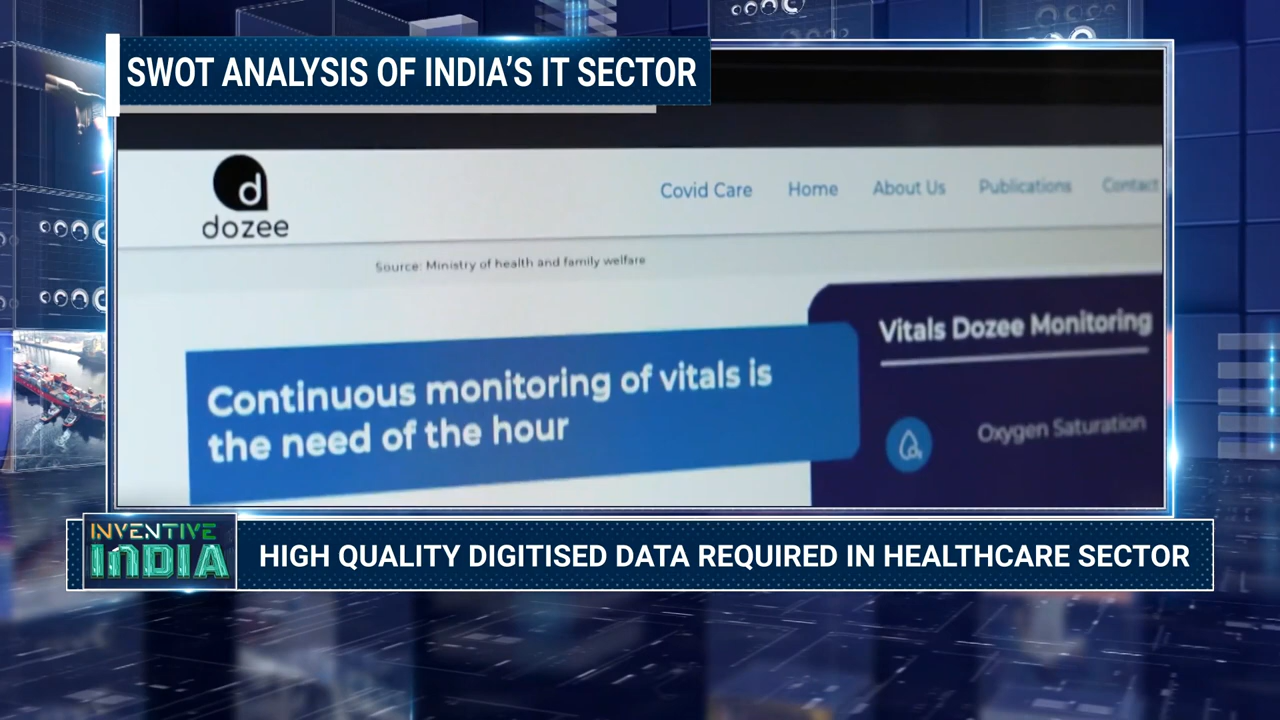 SWOT ANALYSIS OF INDIA'S IT SECTOR
d
dozee
Covid Care Home About Us Publications Contact
Source: Ministry of health and family welfare
Continuous monitoring of vitals is
the need of the hour
Vitals Dozee Monitoring
Oxygen Saturation
INVENTIVE
INDIA
HIGH QUALITY DIGITISED DATA REQUIRED IN HEALTHCARE SECTOR